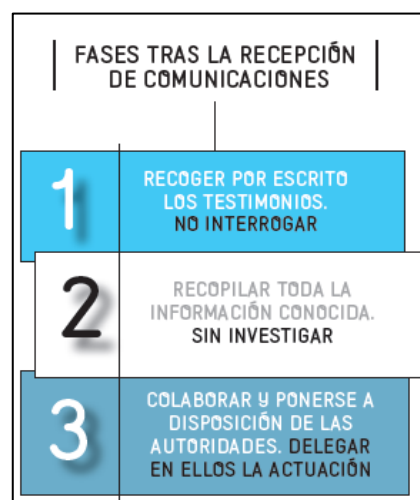 FASES TRAS LA RECEPCIÓN
DE COMUNICACIONES
1
RECOGER POR ESCRITO
LOS TESTIMONIOS.
NO INTERROGAR
2
RECOPILAR TODA LA
INFORMACIÓN CONOCIDA.
SIN INVESTIGAR
3
COLABORAR Y PONERSE A
DISPOSICIÓN DE LAS
AUTORIDADES. DELEGAR
EN ELLOS LA ACTUACIÓN